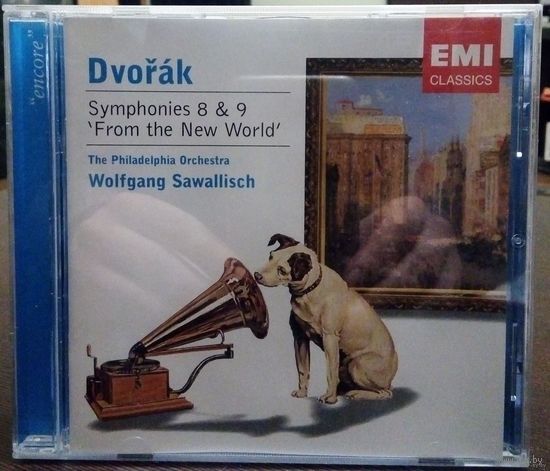 "encore"
EMI
CLASSICS
Dvořák
Symphonies 8 & 9
‘From the New World’
The Philadelphia Orchestra
Wolfgang Sawallisch